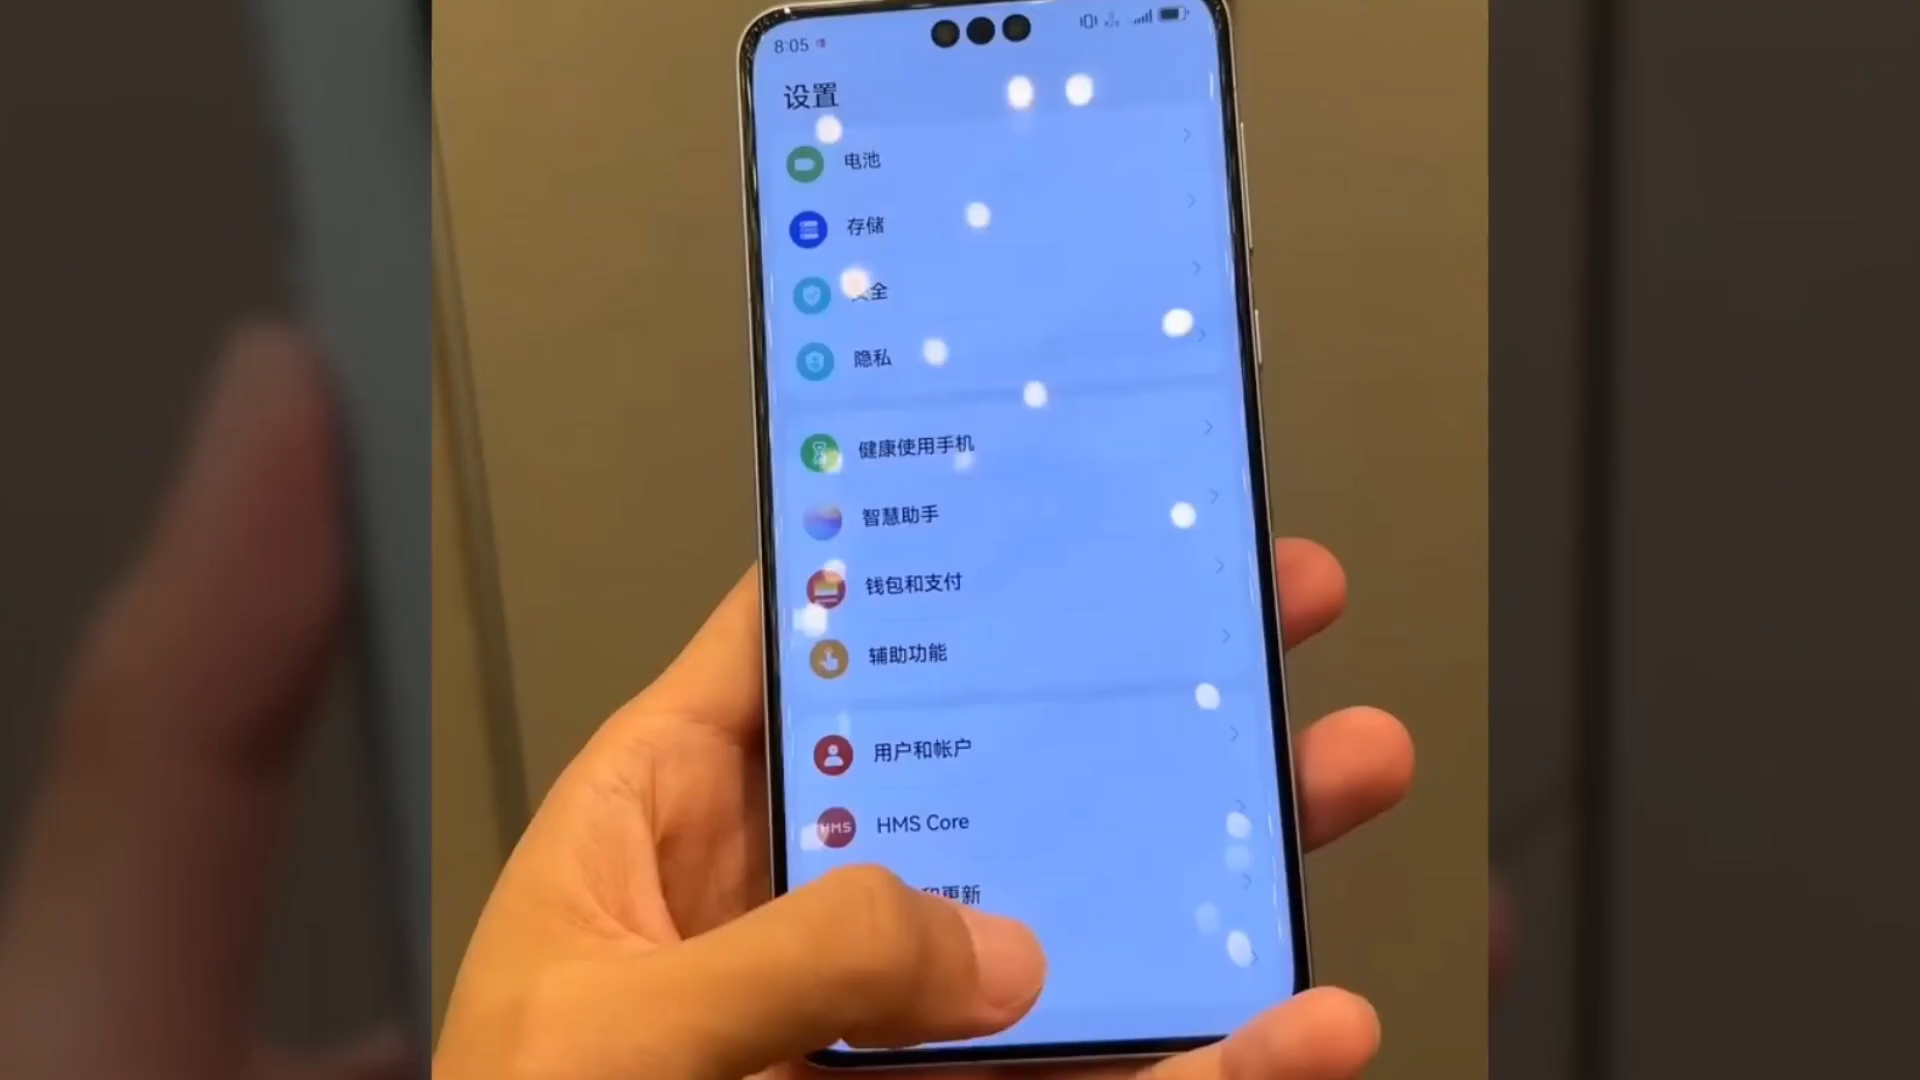 8:05
设置
电池
存储
全
隐私
健康使用手机
智慧助手
钱包和支付
辅助功能
用户和帐户
HMS Core
HMS
和更新